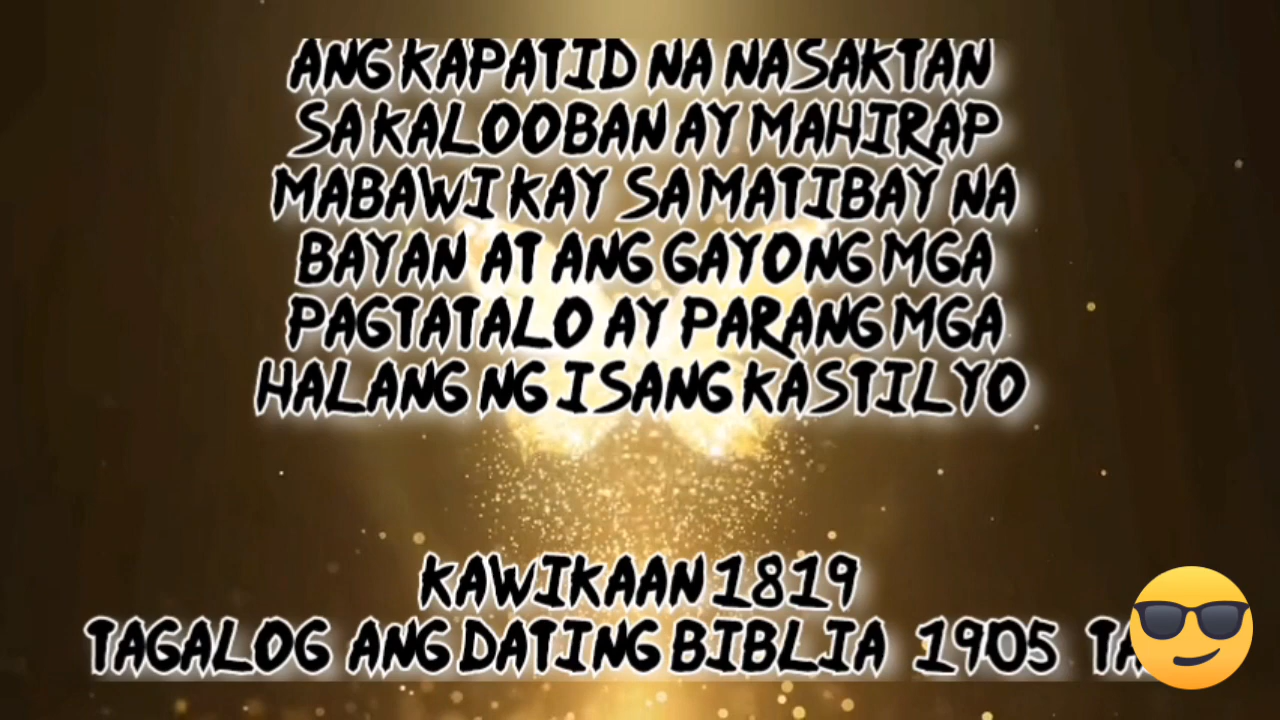 ANG KAPATID NA NASAKTAN
SA KALOOBAN AY MAHIRAP
MABAWI KAY SA MATIBAY NA
BAYAN AT ANG GAYONG MGA
PAGTATALO AY PARANG MGA
HALANG NG ISANG KASTILYO
KAWIKAAN 1819
TAGALOG ANG DATING BIBLIA 1905